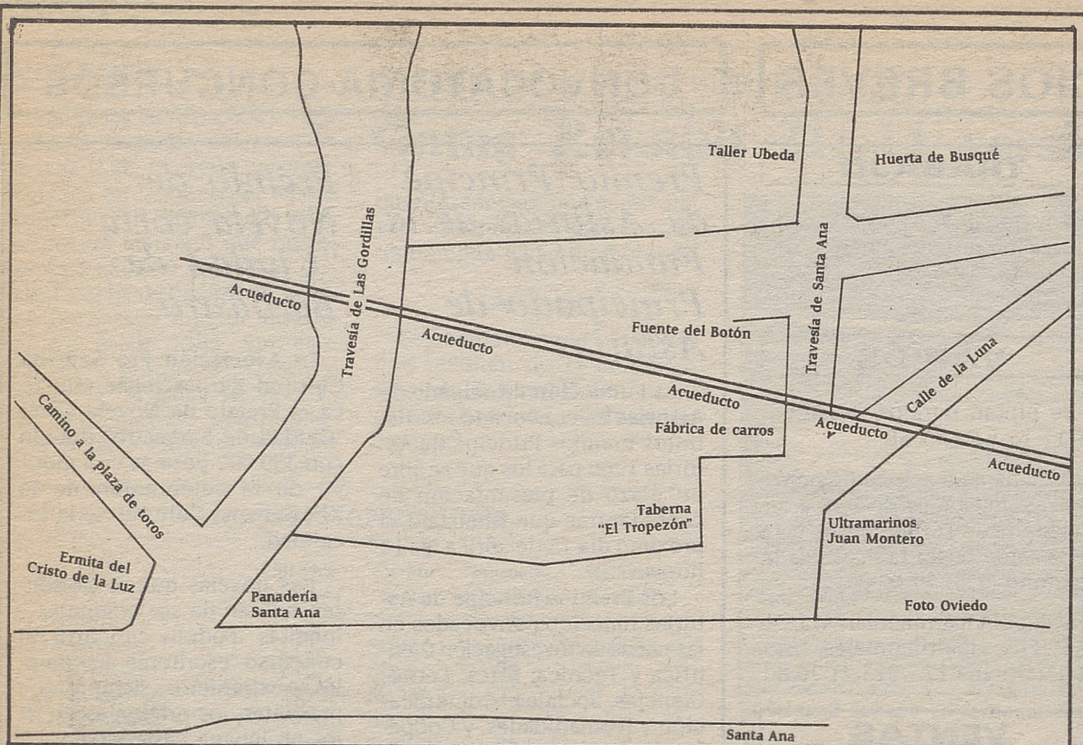 Taller Ubeda
Huerta de Busqué
Travesía de Las Gordillas
Travesía de Santa Ana
Acueducto
Fuente del Botón
Acueducto
Calle de la Luna
Acueducto
Camino a la plaza de toros
Fábrica de carros
Acueducto
Acueducto
Taberna
"El Tropezón"
Ultramarinos
Juan Montero
Ermita del
Cristo de la Luz
Panadería
Santa Ana
Foto Oviedo
Santa Ana